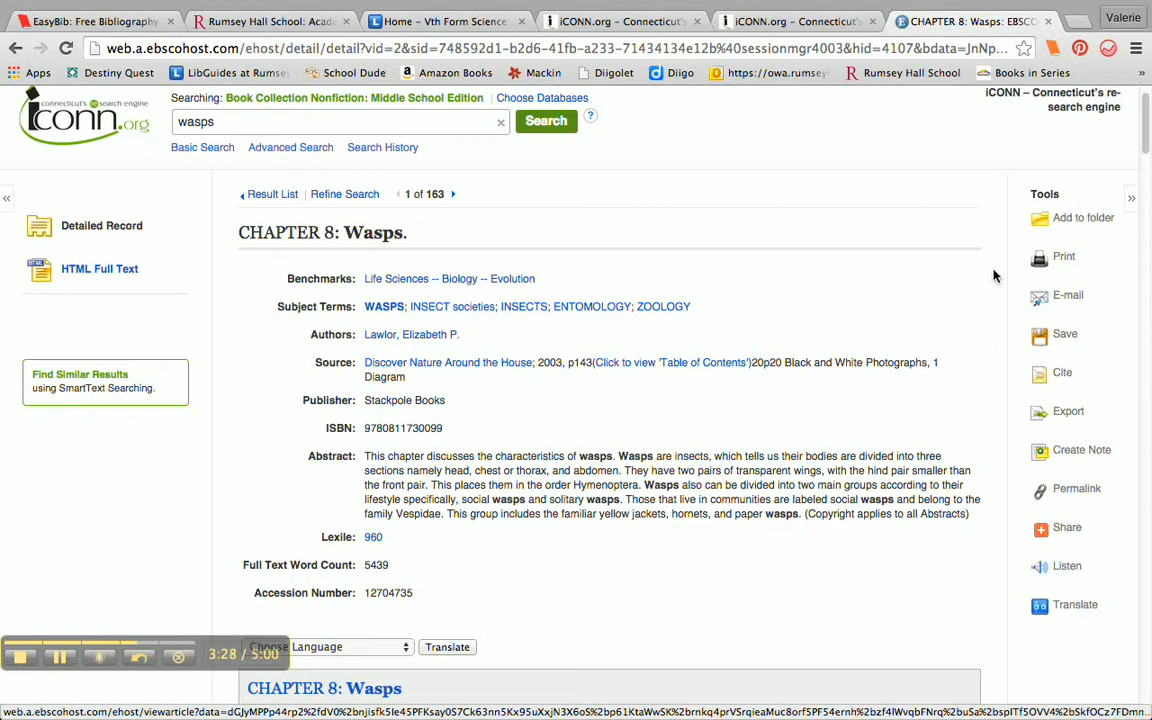 EasyBib: Free Bibliography
Rumsey Hall School: Acade
Home – Vth Form Science:
iCONN.org – Connecticut's
iCONN.org – Connecticut's
CHAPTER 8: Wasps: EBSCO
Valerie
web.a.ebscohost.com/ehost/detail/detail?vid=2&sid=748592d1-b2d6-41fb-a233-71434134e12b%40sessionmgr4003&hid=4107&bdata=JnNp...
Apps
Destiny Quest
LibGuides at Rumsey
School Dude
Amazon Books
Mackin
Diigolet
Diigo
https://owa.rumsey
Rumsey Hall School
Books in Series
»
connecticut's research engine
iconn.org
Searching: Book Collection Nonfiction: Middle School Edition Choose Databases
iCONN – Connecticut's re-
search engine
wasps
Search
?
Basic Search Advanced Search Search History
«
Result List Refine Search 1 of 163
Tools
»
Detailed Record
HTML Full Text
Find Similar Results
using SmartText Searching.
CHAPTER 8: Wasps.
Benchmarks: Life Sciences -- Biology -- Evolution
Subject Terms: WASPS; INSECT societies; INSECTS; ENTOMOLOGY; ZOOLOGY
Authors: Lawlor, Elizabeth P.
Source: Discover Nature Around the House; 2003, p143(Click to view 'Table of Contents')20p20 Black and White Photographs, 1
Diagram
Publisher: Stackpole Books
ISBN: 9780811730099
Abstract: This chapter discusses the characteristics of wasps. Wasps are insects, which tells us their bodies are divided into three
sections namely head, chest or thorax, and abdomen. They have two pairs of transparent wings, with the hind pair smaller than
the front pair. This places them in the order Hymenoptera. Wasps also can be divided into two main groups according to their
lifestyle specifically, social wasps and solitary wasps. Those that live in communities are labeled social wasps and belong to the
family Vespidae. This group includes the familiar yellow jackets, hornets, and paper wasps. (Copyright applies to all Abstracts)
Lexile: 960
Full Text Word Count: 5439
Accession Number: 12704735
Add to folder
Print
E-mail
Save
Cite
Export
Create Note
Permalink
Share
Listen
Translate
3:28 / 5:00
Language
Translate
CHAPTER 8: Wasps